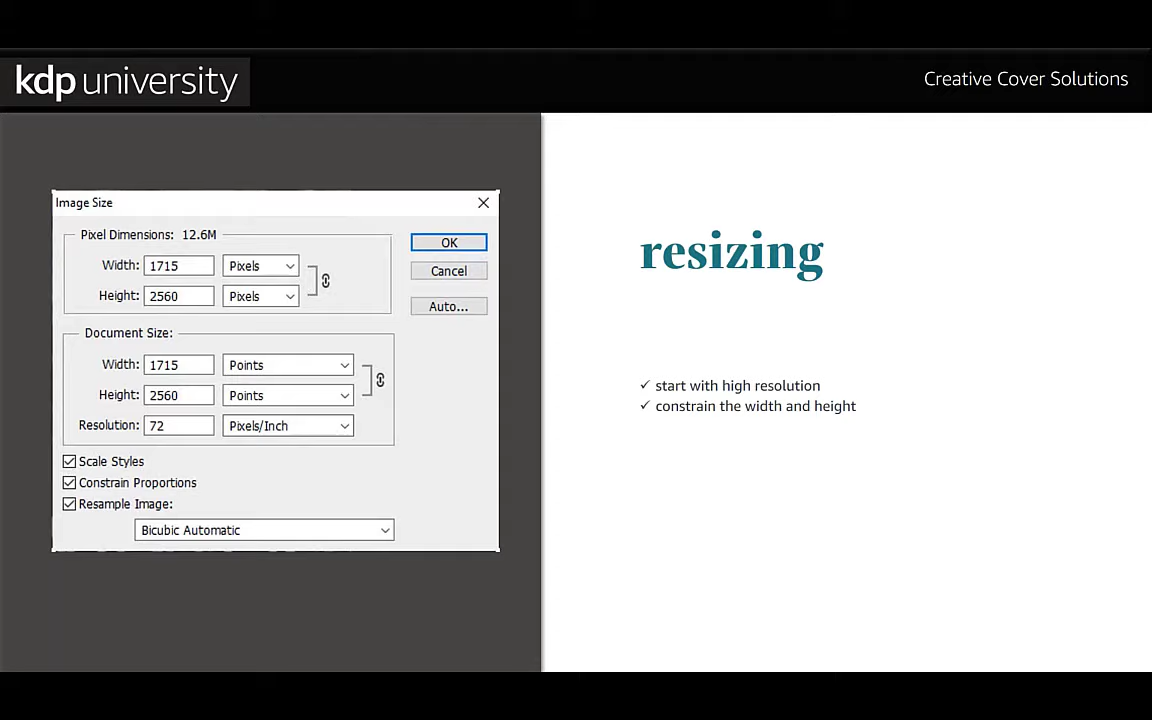 kdp university
Creative Cover Solutions
Image Size
Pixel Dimensions: 12.6M
Width: 1715 Pixels
Height: 2560 Pixels
OK
Cancel
Auto...
Document Size:
Width: 1715 Points
Height: 2560 Points
Resolution: 72 Pixels/Inch
Scale Styles
Constrain Proportions
Resample Image:
Bicubic Automatic
resizing
✓ start with high resolution
✓ constrain the width and height